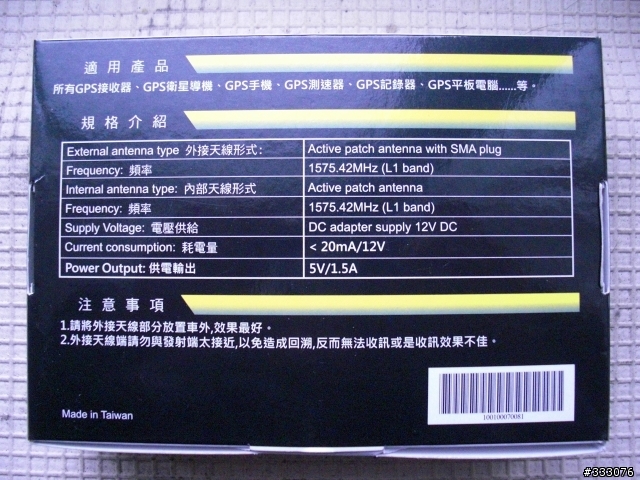 適用產品
所有GPS接收器、GPS衛星導機、GPS手機、GPS測速器、GPS記錄器、GPS平板電腦......等。
規格介紹
External antenna type 外接天線形式: Active patch antenna with SMA plug
Frequency: 頻率 1575.42MHz (L1 band)
Internal antenna type: 內部天線形式 Active patch antenna
Frequency: 頻率 1575.42MHz (L1 band)
Supply Voltage: 電壓供給 DC adapter supply 12V DC
Current consumption: 耗電量 < 20mA/12V
Power Output: 供電輸出 5V/1.5A
注意事項
1.請將外接天線部分放置車外,效果最好。
2.外接天線端請勿與發射端太接近,以免造成回溯,反而無法收訊或是收訊效果不佳。
100100070081
Made in Taiwan
#333076